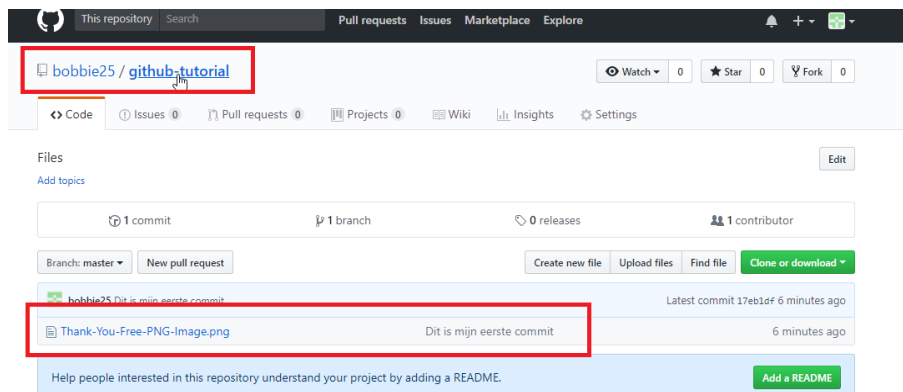 This repository Search Pull requests Issues Marketplace Explore
bobbie25 / github-tutorial Watch 0 Star 0 Fork 0
Code Issues 0 Pull requests 0 Projects 0 Wiki Insights Settings
Files Edit
Add topics
1 commit 1 branch 0 releases 1 contributor
Branch: master New pull request Create new file Upload files Find file Clone or download
bobbie25 Dit is mijn eerste commit Latest commit 17eb1df 6 minutes ago
Thank-You-Free-PNG-Image.png Dit is mijn eerste commit 6 minutes ago
Help people interested in this repository understand your project by adding a README. Add a README